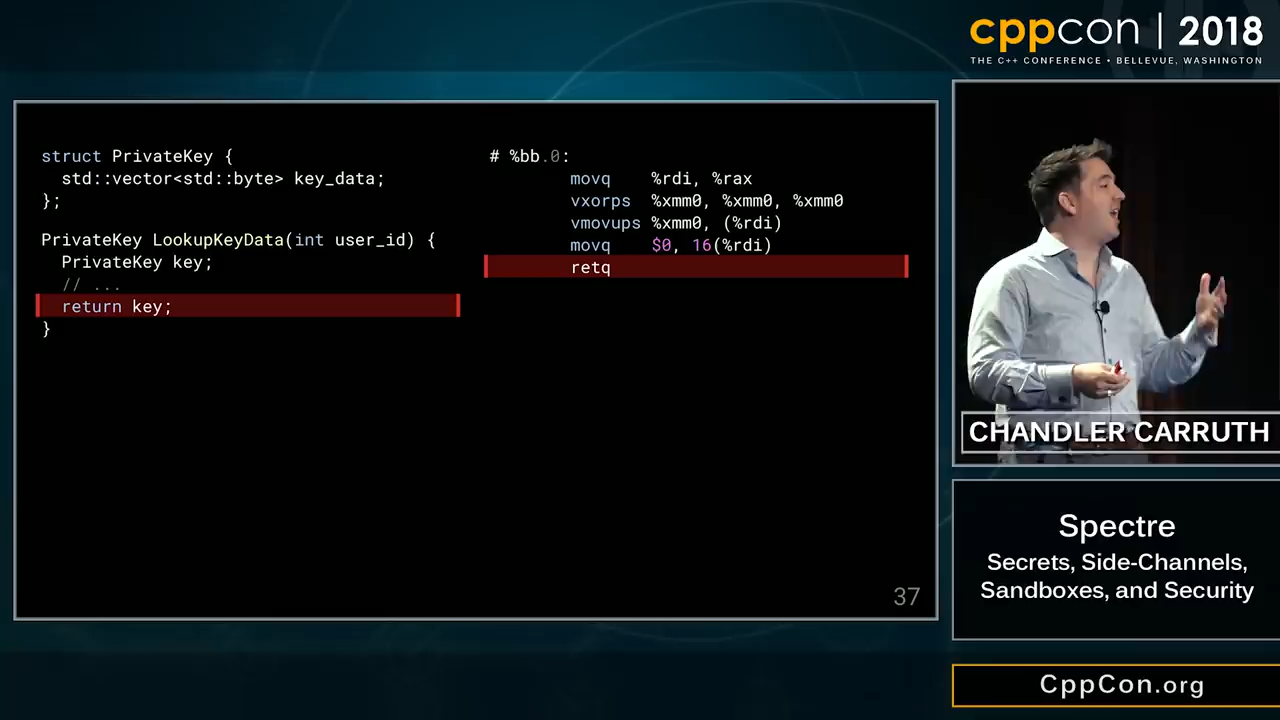 cppcon | 2018
THE C++ CONFERENCE • BELLEVUE, WASHINGTON
struct PrivateKey {
  std::vector<std::byte> key_data;
};
PrivateKey LookupKeyData(int user_id) {
  PrivateKey key;
  // ...
  return key;
}
# %bb.0:
        movq    %rdi, %rax
        vxorps  %xmm0, %xmm0, %xmm0
        vmovups %xmm0, (%rdi)
        movq    $0, 16(%rdi)
        retq
37
CHANDLER CARRUTH
Spectre
Secrets, Side-Channels,
Sandboxes, and Security
CppCon.org